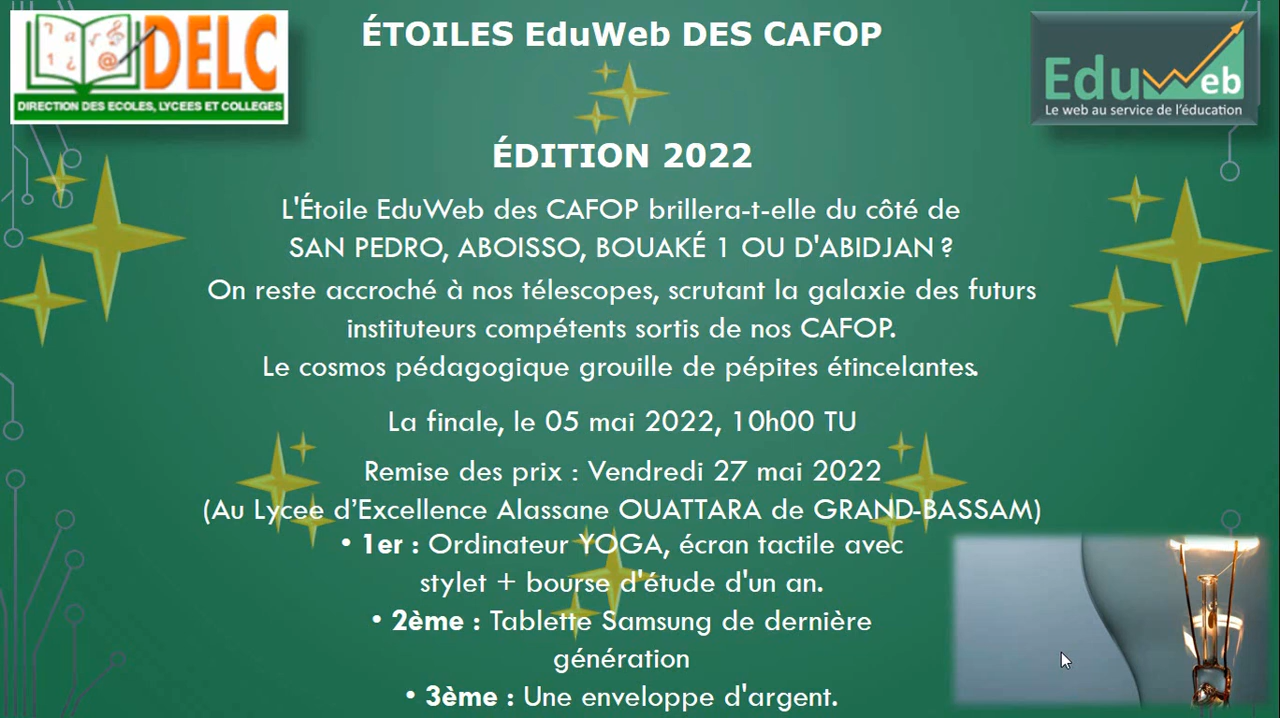 ÉTOILES EduWeb DES CAFOP
DELC
DIRECTION DES ECOLES, LYCEES ET COLLEGES
EduWeb
Le web au service de l'éducation
ÉDITION 2022
L'Étoile EduWeb des CAFOP brillera-t-elle du côté de
SAN PEDRO, ABOISSO, BOUAKÉ 1 OU D'ABIDJAN ?
On reste accroché à nos télescopes, scrutant la galaxie des futurs
instituteurs compétents sortis de nos CAFOP.
Le cosmos pédagogique grouille de pépites étincelantes.
La finale, le 05 mai 2022, 10h00 TU
Remise des prix : Vendredi 27 mai 2022
(Au Lycee d’Excellence Alassane OUATTARA de GRAND-BASSAM)
• 1er : Ordinateur YOGA, écran tactile avec
stylet + bourse d'étude d'un an.
• 2ème : Tablette Samsung de dernière
génération
• 3ème : Une enveloppe d'argent.